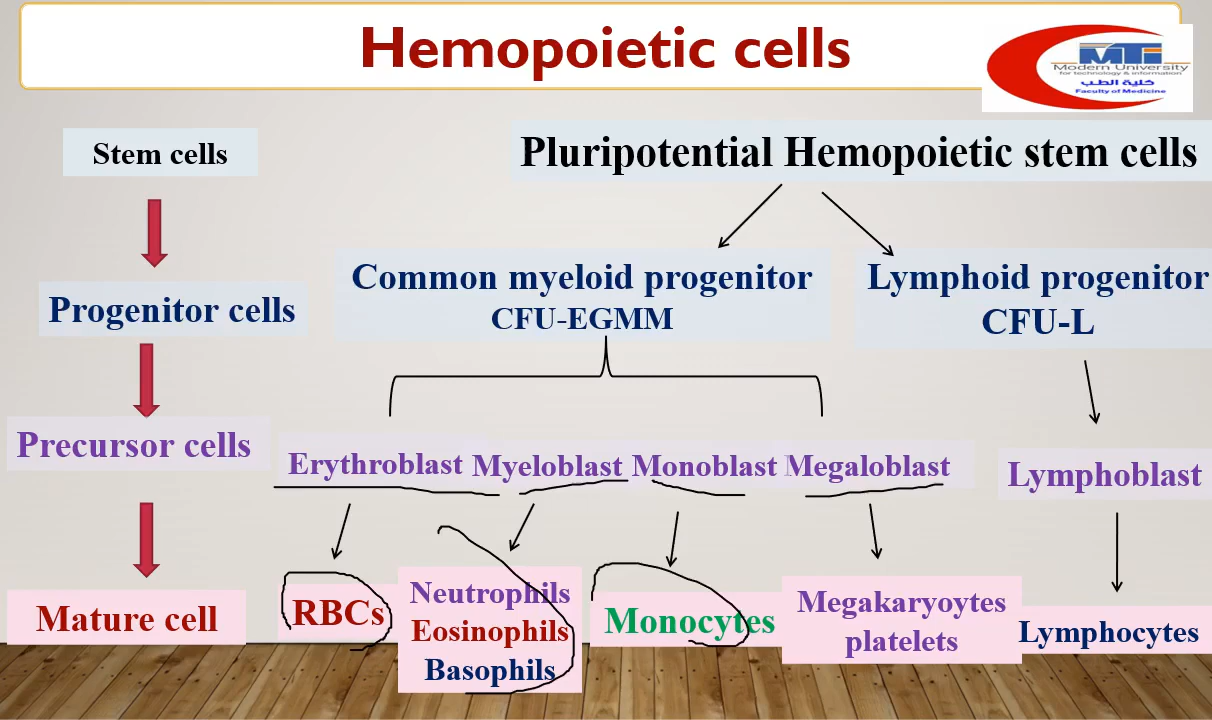 Hemopoietic cells
MTI
Modern University
for technology & information
كلية الطب
Faculty of Medicine
Stem cells
Pluripotential Hemopoietic stem cells
Progenitor cells
Common myeloid progenitor
CFU-EGMM
Lymphoid progenitor
CFU-L
Precursor cells
Erythroblast Myeloblast Monoblast Megaloblast
Lymphoblast
Mature cell
RBCs
Neutrophils
Eosinophils
Basophils
Monocytes
Megakaryoytes
platelets
Lymphocytes